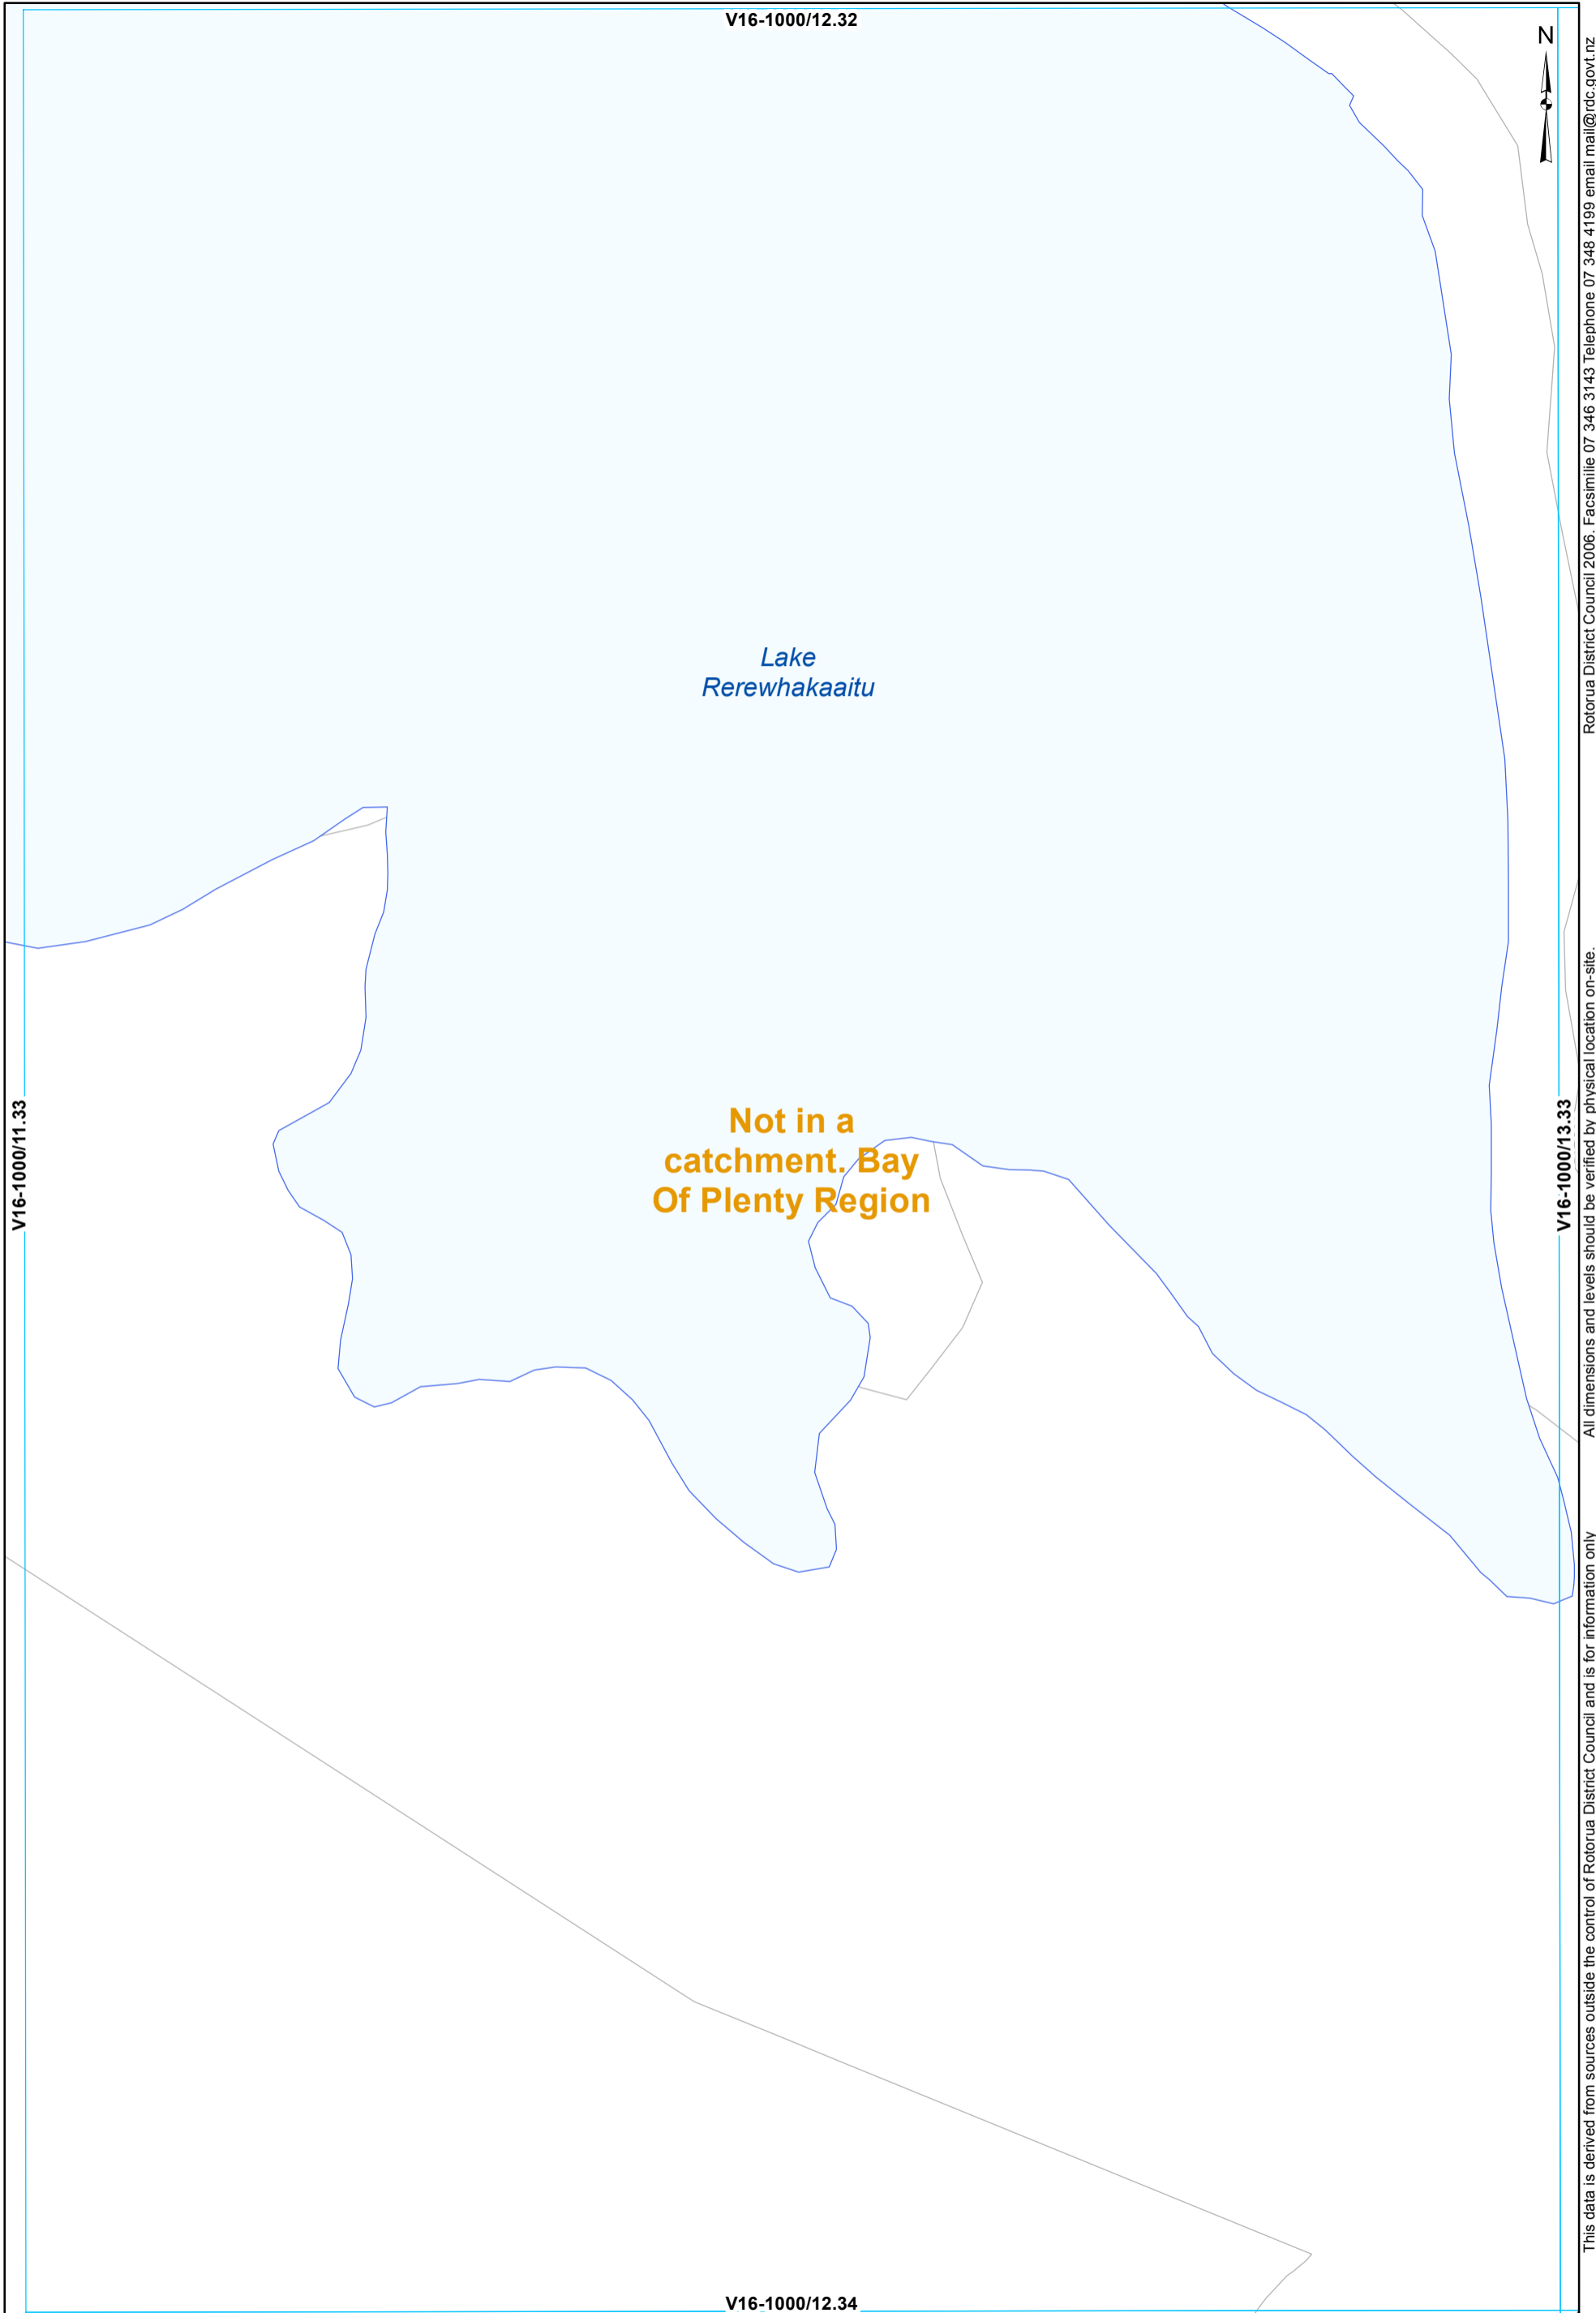 V16-1000/12.32
N
Lake
Rerewhakaaitu
Not in a
catchment. Bay
Of Plenty Region
V16-1000/11.33
V16-1000/13.33
V16-1000/12.34
This data is derived from sources outside the control of Rotorua District Council and is for information only
All dimensions and levels should be verified by physical location on-site.
Rotorua District Council 2006. Facsimilie 07 346 3143 Telephone 07 348 4199 email mail@rdc.govt.nz